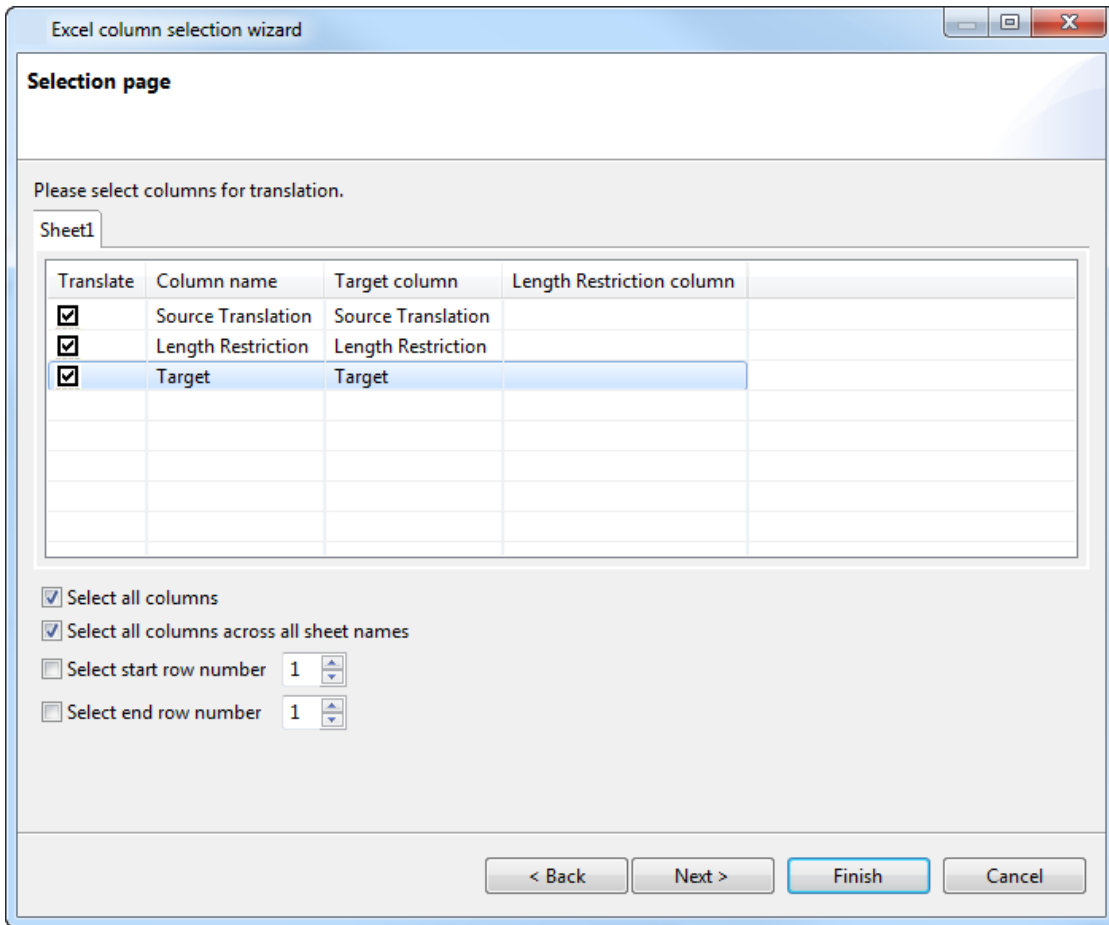 Excel column selection wizard
Selection page
Please select columns for translation.
Sheet1
Translate Column name Target column Length Restriction column
Source Translation Source Translation
Length Restriction Length Restriction
Target Target
Select all columns
Select all columns across all sheet names
Select start row number 1
Select end row number 1
< Back Next > Finish Cancel